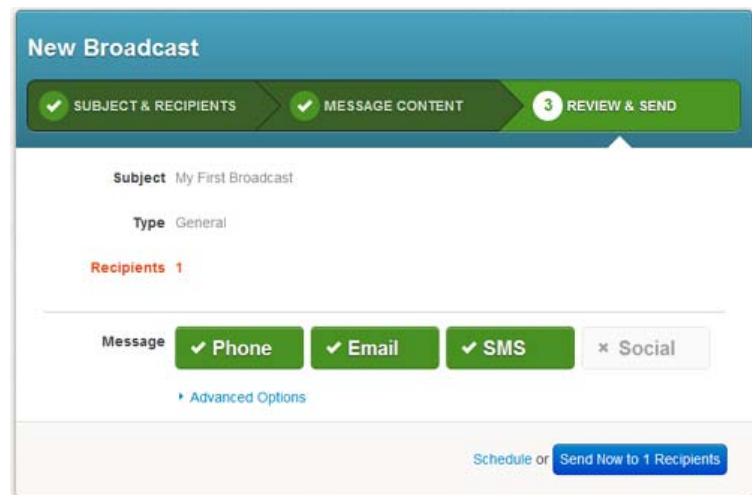 New Broadcast
SUBJECT & RECIPIENTS
MESSAGE CONTENT
3 REVIEW & SEND
Subject My First Broadcast
Type General
Recipients 1
Message Phone Email SMS Social
Advanced Options
Schedule or Send Now to 1 Recipients